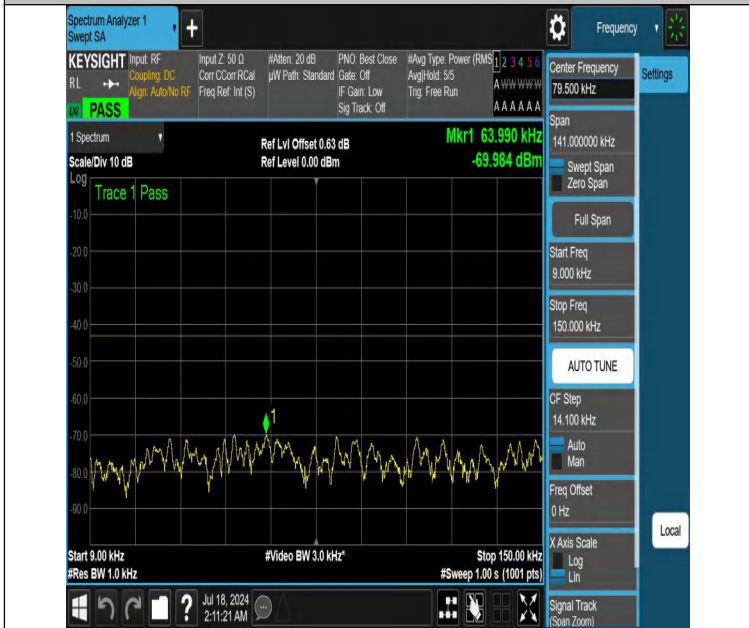 Spectrum Analyzer 1
Swept SA
+
Frequency
KEYSIGHT
RL
PASS
Input: RF
Coupling: DC
Align: Auto/No RF
Input Z: 50 Ω
Corr CCorr RCal
Freq Ref: Int (S)
#Atten: 20 dB
µW Path: Standard
PNO: Best Close
Gate: Off
IF Gain: Low
Sig Track: Off
#Avg Type: Power (RMS
Avg|Hold: 5/5
Trig: Free Run
1 2 3 4 5 6
A W W W W W
A A A A A A
Center Frequency
79.500 kHz
Settings
1 Spectrum
Scale/Div 10 dB
Ref Lvl Offset 0.63 dB
Ref Level 0.00 dBm
Mkr1 63.990 kHz
-69.984 dBm
Span
141.000000 kHz
Swept Span
Zero Span
Full Span
Start Freq
9.000 kHz
Stop Freq
150.000 kHz
AUTO TUNE
CF Step
14.100 kHz
Auto
Man
Freq Offset
0 Hz
X Axis Scale
Log
Lin
Local
Signal Track
(Span Zoom)
Log
Trace 1 Pass
-10.0
-20.0
-30.0
-40.0
-50.0
-60.0
-70.0
-80.0
-90.0
1
Start 9.00 kHz
#Res BW 1.0 kHz
#Video BW 3.0 kHz*
Stop 150.00 kHz
#Sweep 1.00 s (1001 pts)
?
Jul 18, 2024
2:11:21 AM